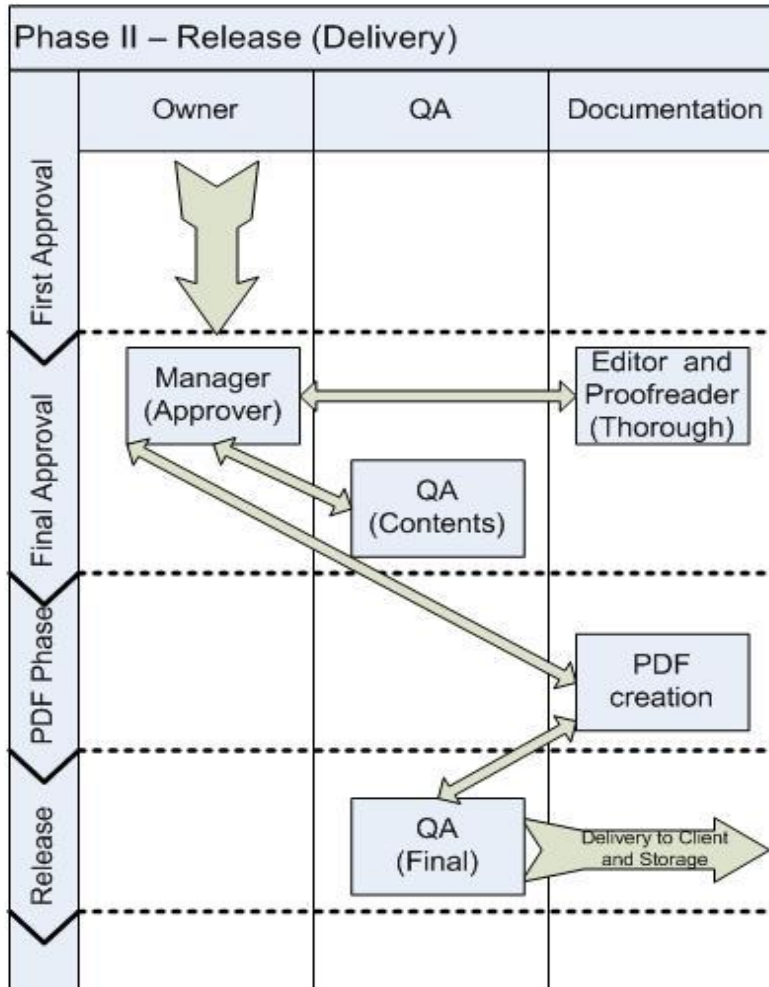 Phase II – Release (Delivery)
Owner
QA
Documentation
First Approval
Manager
(Approver)
Editor and
Proofreader
(Thorough)
Final Approval
QA
(Contents)
PDF Phase
PDF
creation
Release
QA
(Final)
Delivery to Client
and Storage